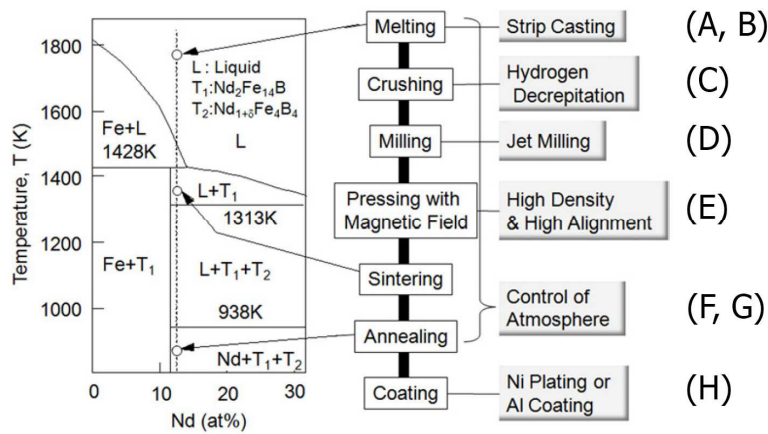 Temperature, T (K)
1800
1600
1400
1200
1000
0
10
20
30
Nd (at%)
L : Liquid
T₁:Nd₂Fe₁₄B
T₂:Nd₁₊δFe₄B₄
L
Fe+L
1428K
L+T₁
1313K
Fe+T₁
L+T₁+T₂
938K
Nd+T₁+T₂
Melting
Crushing
Milling
Pressing with
Magnetic Field
Sintering
Annealing
Coating
Strip Casting
Hydrogen
Decrepitation
Jet Milling
High Density
& High Alignment
Control of
Atmosphere
Ni Plating or
Al Coating
(A, B)
(C)
(D)
(E)
(F, G)
(H)